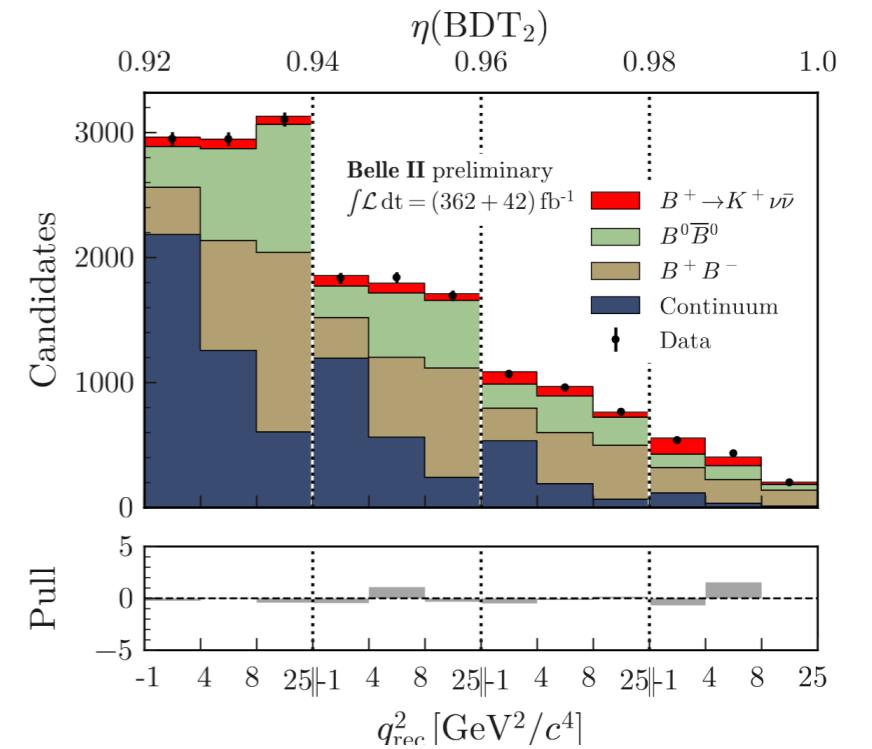 η(BDT₂)
0.92 0.94 0.96 0.98 1.0
3000
2000
1000
0
Candidates
Belle II preliminary
∫ℒ dt = (362 + 42) fb⁻¹
B⁺→K⁺νν̄
B⁰B̅⁰
B⁺B⁻
Continuum
Data
5
0
−5
Pull
-1 4 8 25||-1 4 8 25||-1 4 8 25||-1 4 8 25
q²rec [GeV²/c⁴]